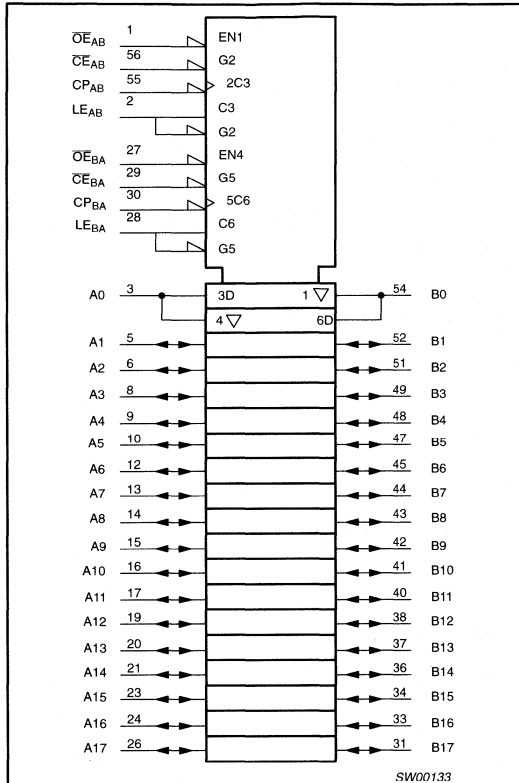 OEAB 1 EN1
CEAB 56 G2
CPAB 55 2C3
LEAB 2 C3
G2
OEBA 27 EN4
CEBA 29 G5
CPBA 30 5C6
LEBA 28 C6
G5
A0 3 3D 1 ▽ 54 B0
4 ▽ 6D
A1 5 52 B1
A2 6 51 B2
A3 8 49 B3
A4 9 48 B4
A5 10 47 B5
A6 12 45 B6
A7 13 44 B7
A8 14 43 B8
A9 15 42 B9
A10 16 41 B10
A11 17 40 B11
A12 19 38 B12
A13 20 37 B13
A14 21 36 B14
A15 23 34 B15
A16 24 33 B16
A17 26 31 B17
SW00133